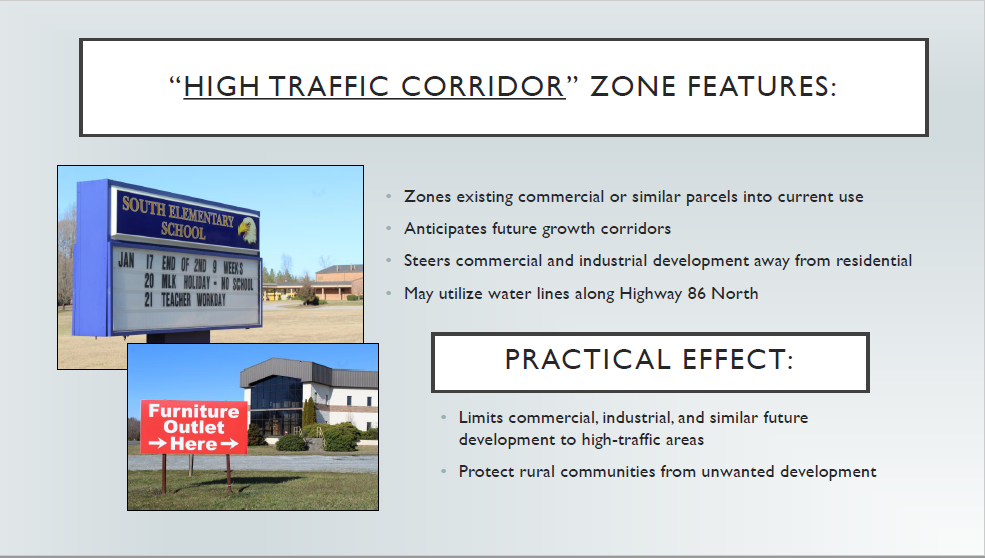 “HIGH TRAFFIC CORRIDOR” ZONE FEATURES:
SOUTH ELEMENTARY
SCHOOL
JAN 17 END OF 2ND 9 WEEKS
20 MLK HOLIDAY - NO SCHOOL
21 TEACHER WORKDAY
Furniture
Outlet
→Here→
• Zones existing commercial or similar parcels into current use
• Anticipates future growth corridors
• Steers commercial and industrial development away from residential
• May utilize water lines along Highway 86 North
PRACTICAL EFFECT:
• Limits commercial, industrial, and similar future
development to high-traffic areas
• Protect rural communities from unwanted development